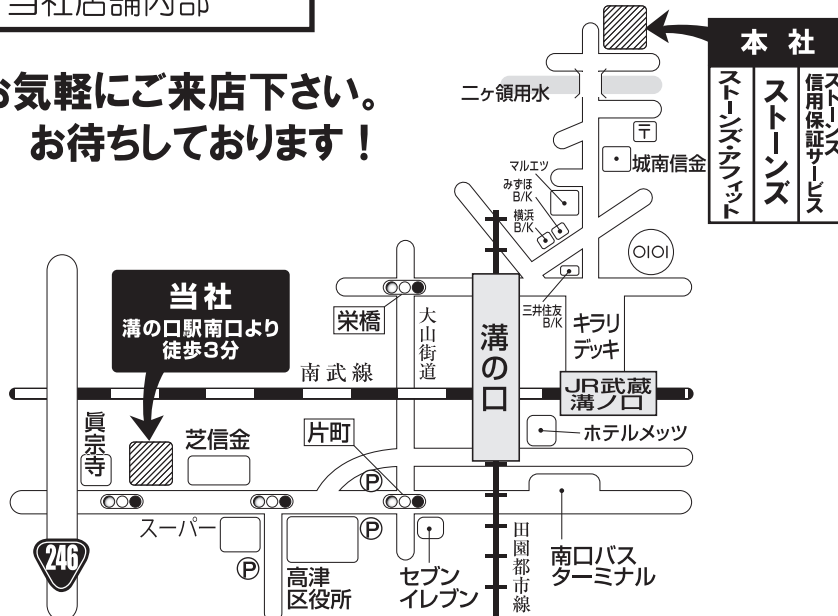 当社店舗内部
お気軽にご来店下さい。
お待ちしております！
本社
ストーンズ・アフィット
ストーンズ
ストーンズ
信用保証サービス
二ヶ領用水
〒
城南信金
マルエツ
みずほ
B/K
横浜
B/K
OIOI
三井住友
B/K
キラリ
デッキ
当社
溝の口駅南口より
徒歩3分
栄橋
大山街道
溝の口
南武線
JR武蔵
溝ノ口
眞宗寺
芝信金
片町
ホテルメッツ
P
スーパー
P
P
246
高津
区役所
セブン
イレブン
田園都市線
南口バス
ターミナル